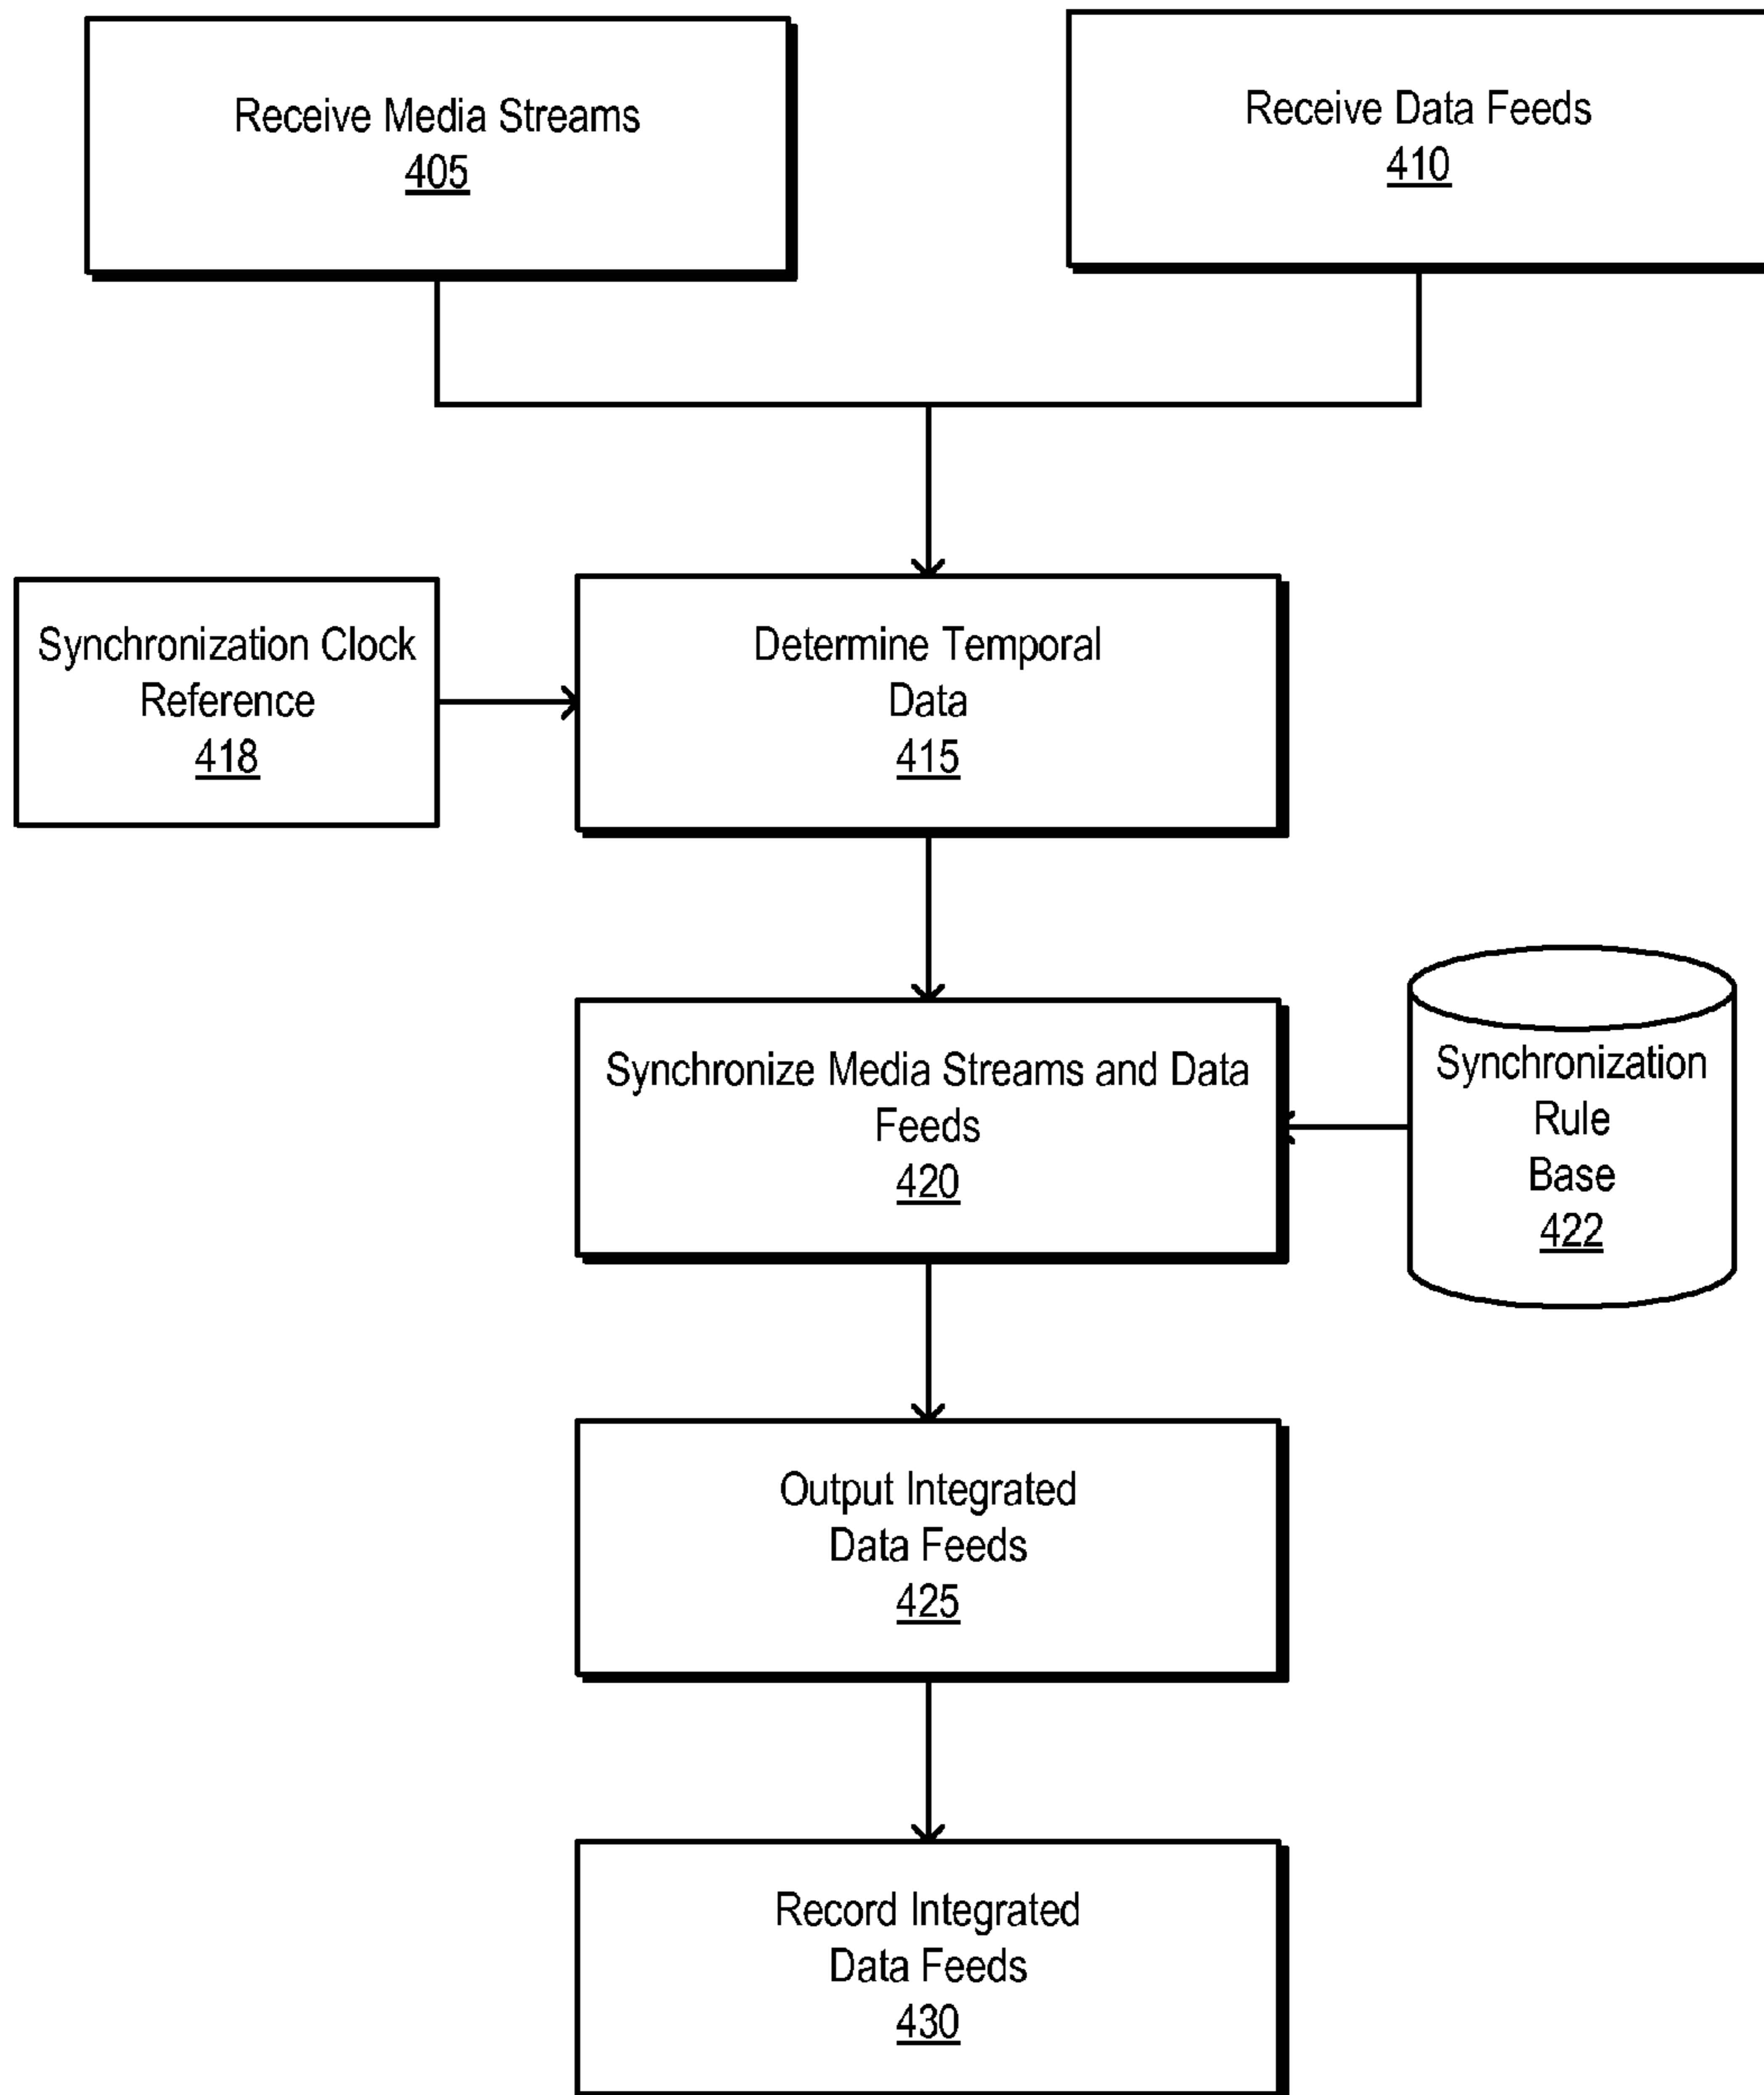 Receive Media Streams
405
Receive Data Feeds
410
Synchronization Clock
Reference
418
Determine Temporal
Data
415
Synchronize Media Streams and Data
Feeds
420
Synchronization
Rule
Base
422
Output Integrated
Data Feeds
425
Record Integrated
Data Feeds
430